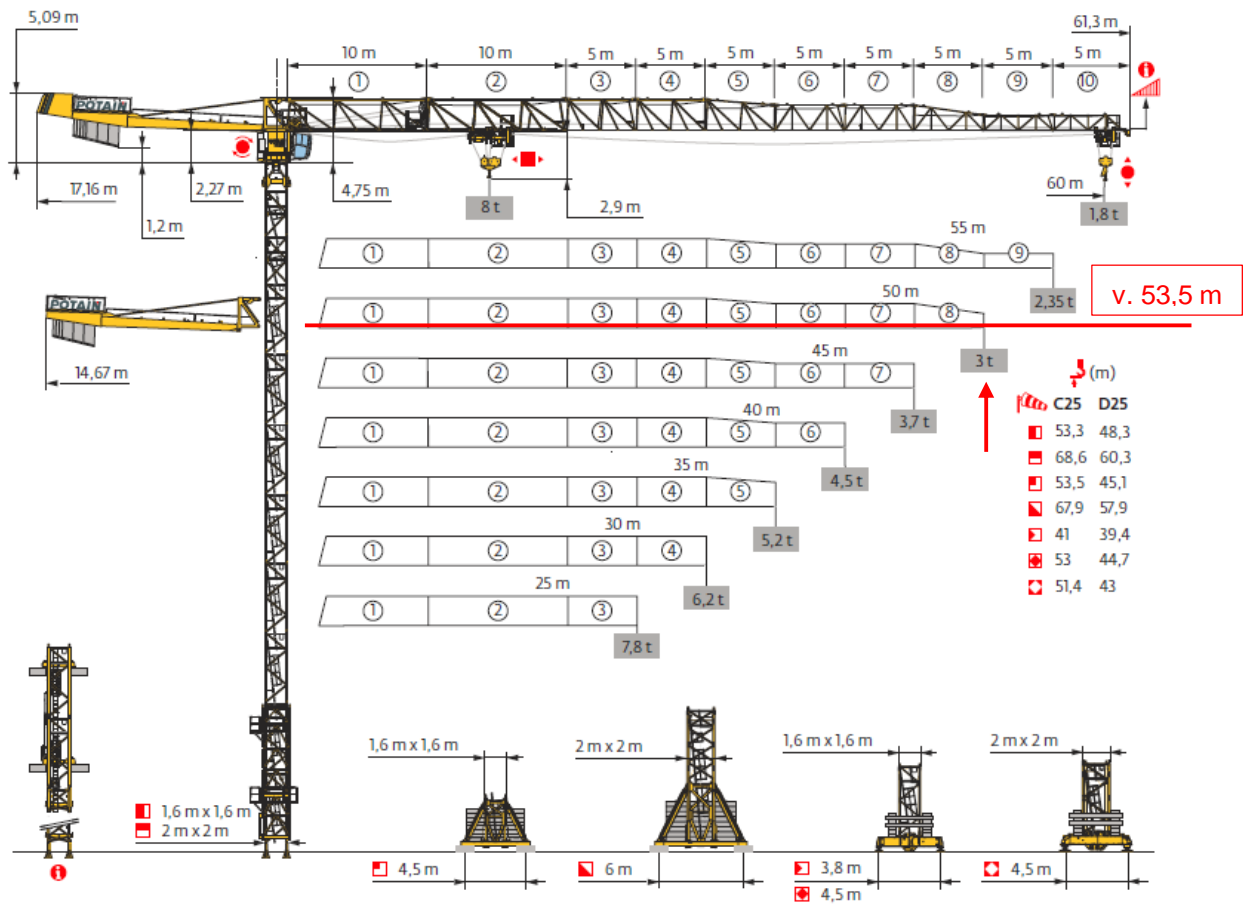 5,09 m
61,3 m
10 m 10 m 5 m 5 m 5 m 5 m 5 m 5 m 5 m 5 m
① ② ③ ④ ⑤ ⑥ ⑦ ⑧ ⑨ ⑩
POTAIN
17,16 m
1,2 m
2,27 m
4,75 m
8 t
2,9 m
60 m
1,8 t
55 m
① ② ③ ④ ⑤ ⑥ ⑦ ⑧ ⑨
2,35 t
v. 53,5 m
50 m
① ② ③ ④ ⑤ ⑥ ⑦ ⑧
3 t
POTAIN
14,67 m
45 m
① ② ③ ④ ⑤ ⑥ ⑦
3,7 t
40 m
① ② ③ ④ ⑤ ⑥
4,5 t
35 m
① ② ③ ④ ⑤
5,2 t
30 m
① ② ③ ④
6,2 t
25 m
① ② ③
7,8 t
(m)
C25 D25
53,3 48,3
68,6 60,3
53,5 45,1
67,9 57,9
41 39,4
53 44,7
51,4 43
1,6 m x 1,6 m
2 m x 2 m
1,6 m x 1,6 m
4,5 m
2 m x 2 m
6 m
1,6 m x 1,6 m
3,8 m
4,5 m
2 m x 2 m
4,5 m
i
i